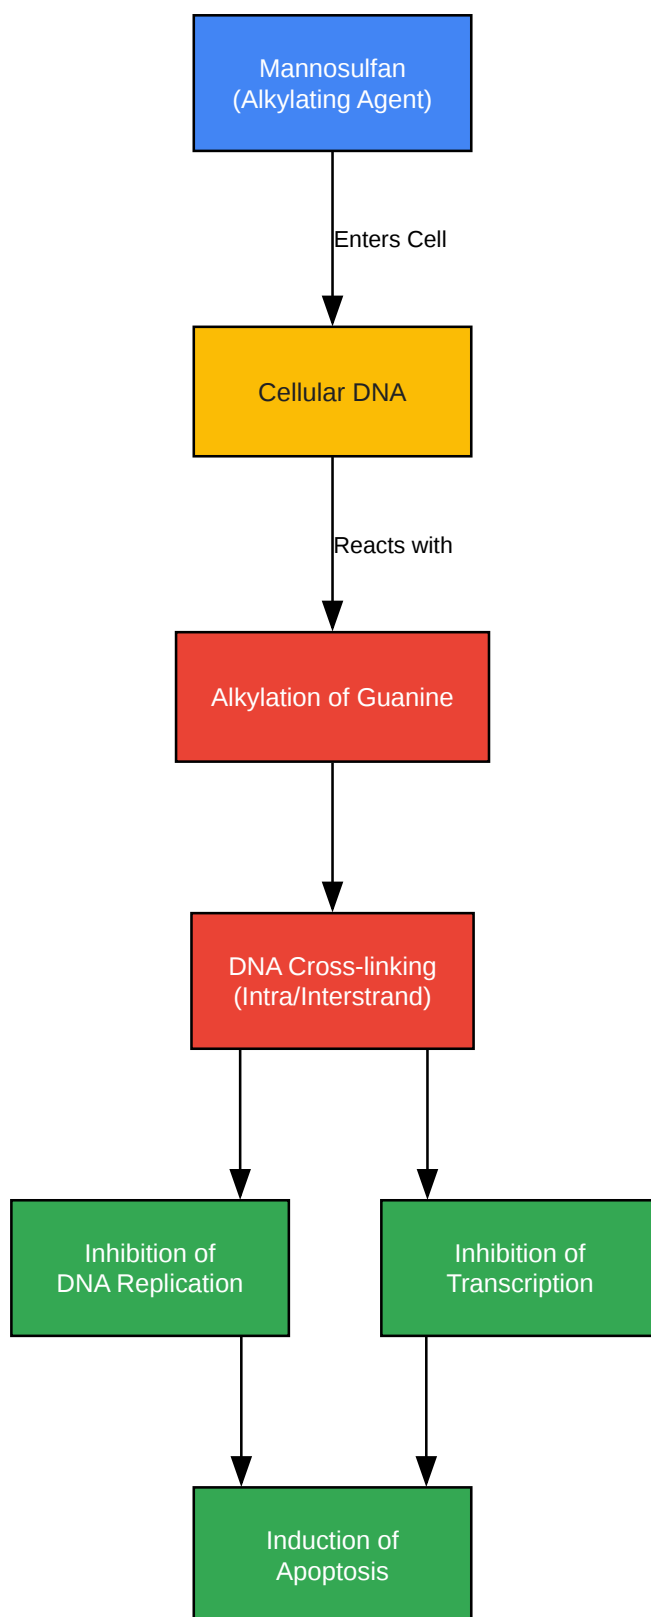 Mannosulfan
(Alkylating Agent)
Enters Cell
Cellular DNA
Reacts with
Alkylation of Guanine
DNA Cross-linking
(Intra/Interstrand)
Inhibition of
DNA Replication
Inhibition of
Transcription
Induction of
Apoptosis